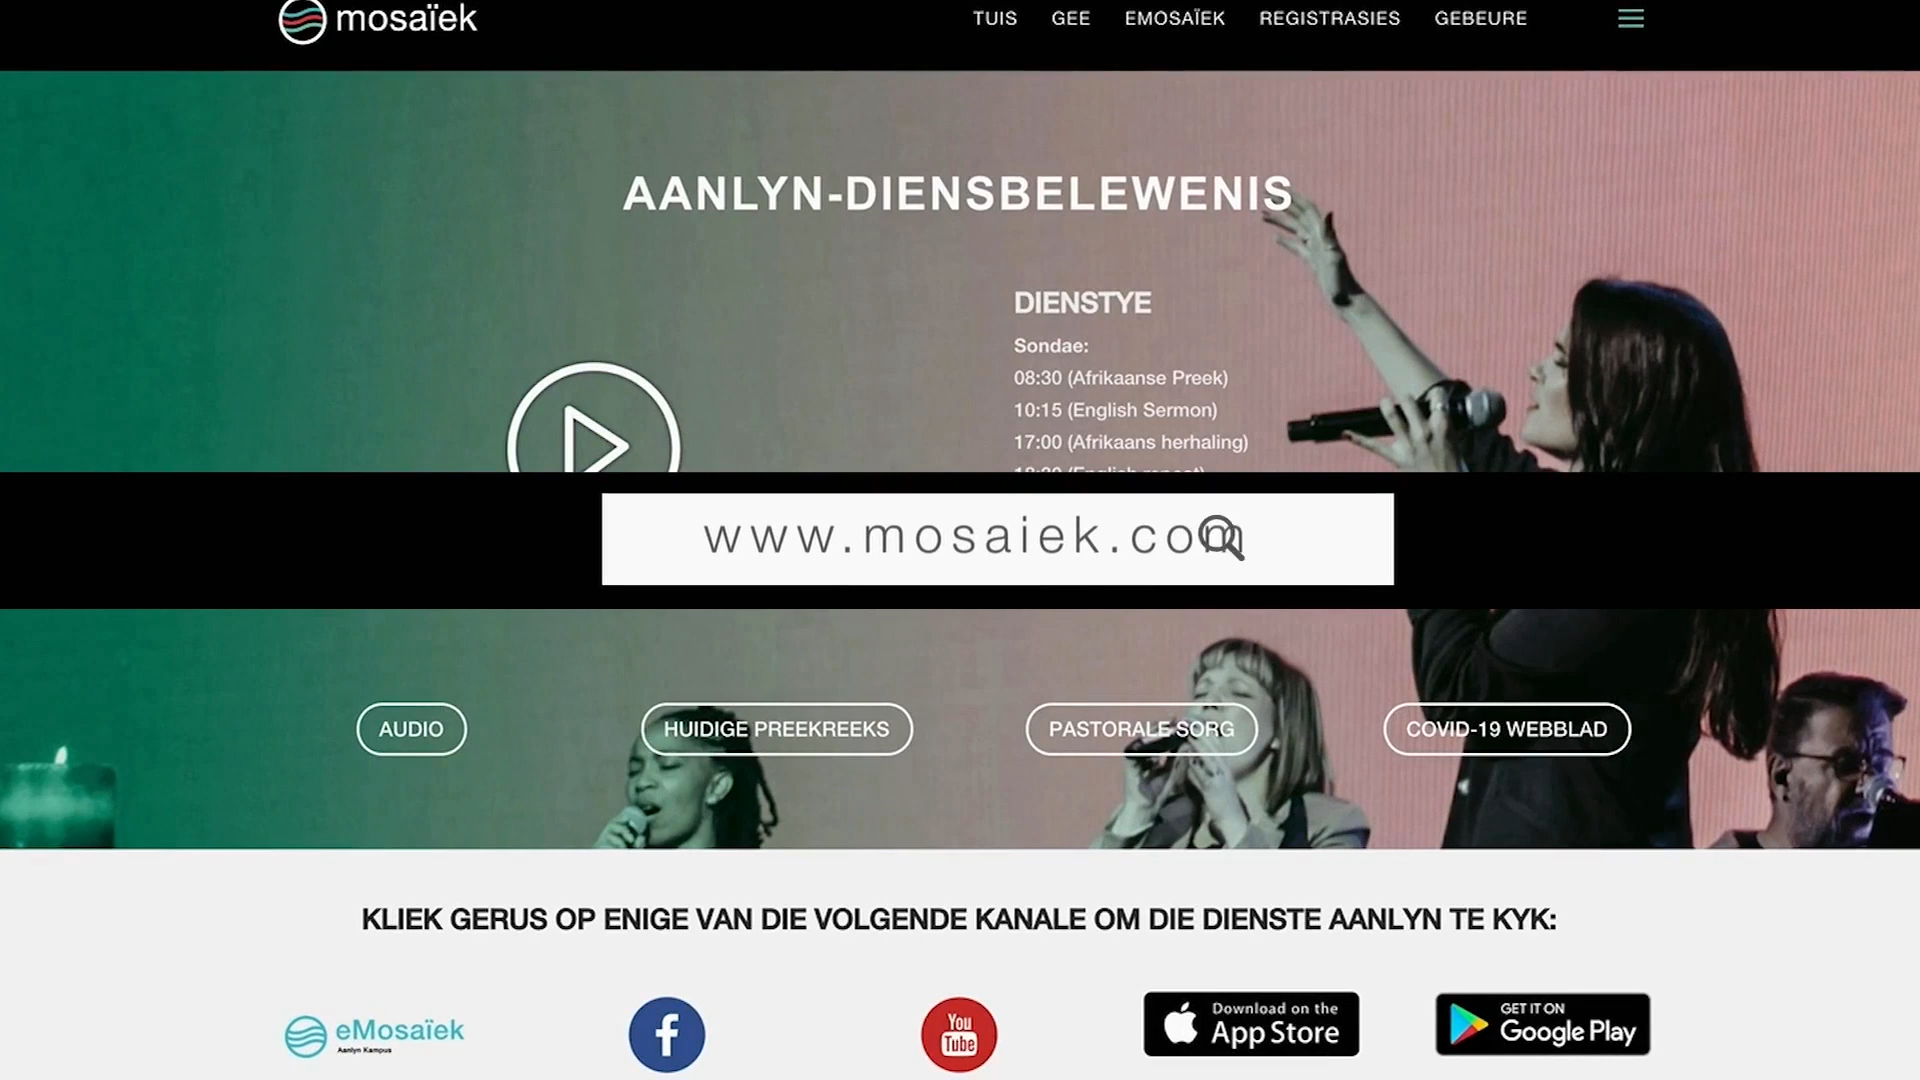 mosaïek
TUIS GEE EMOSAÏEK REGISTRASIES GEBEURE
AANLYN-DIENSBELEWENIS
DIENSTYE
Sondae:
08:30 (Afrikaanse Preek)
10:15 (English Sermon)
17:00 (Afrikaans herhaling)
www.mosaiek.com
AUDIO
HUIDIGE PREEKREEKS
PASTORALE SORG
COVID-19 WEBBLAD
KLIEK GERUS OP ENIGE VAN DIE VOLGENDE KANALE OM DIE DIENSTE AANLYN TE KYK:
eMosaïek
Aanlyn Kampus
You
Tube
Download on the
App Store
GET IT ON
Google Play